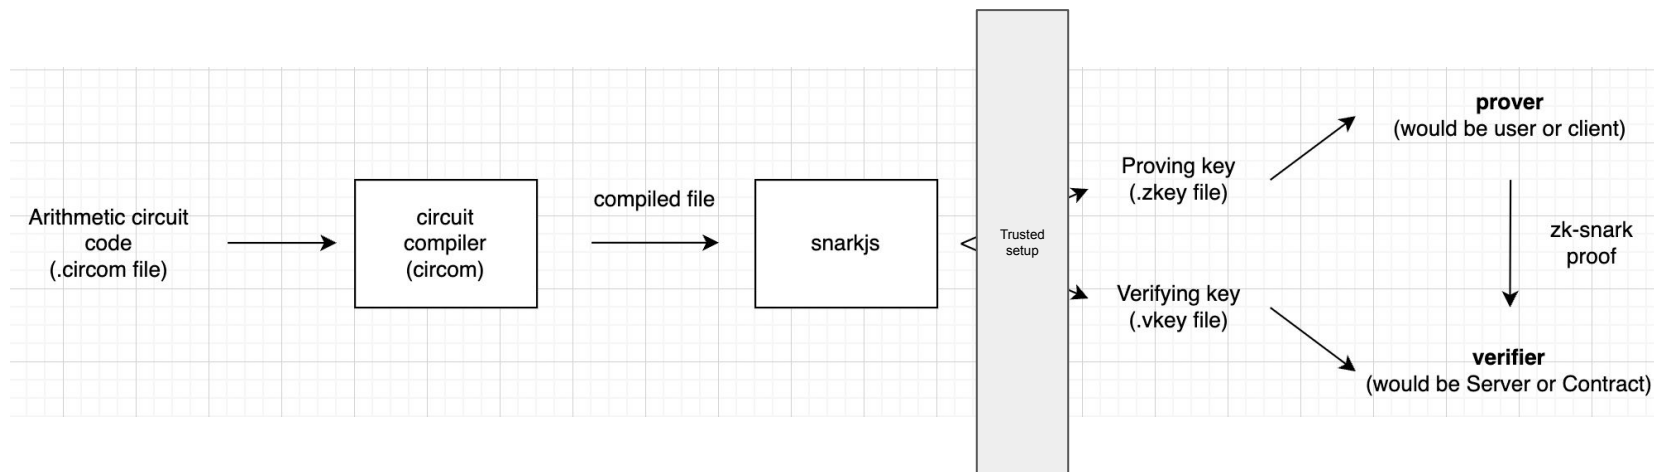 Arithmetic circuit
code
(.circom file)
circuit
compiler
(circom)
compiled file
snarkjs
Trusted
setup
Proving key
(.zkey file)
Verifying key
(.vkey file)
prover
(would be user or client)
zk-snark
proof
verifier
(would be Server or Contract)